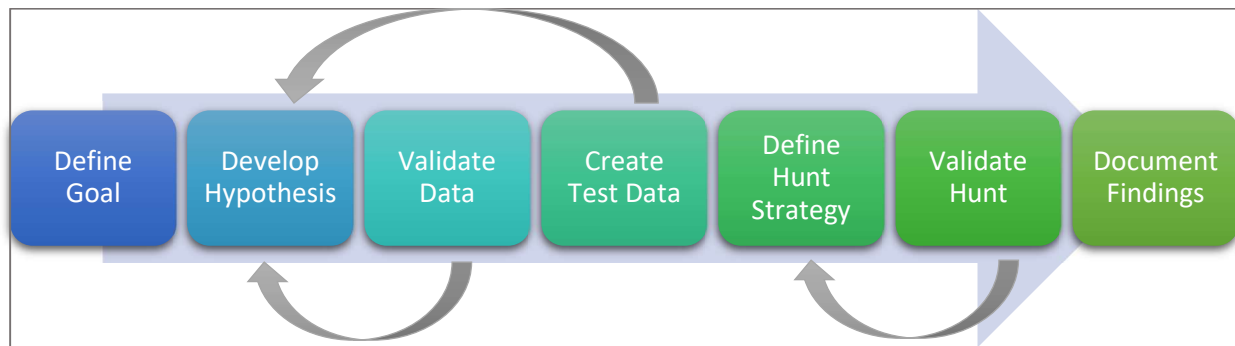 Define
Goal
Develop
Hypothesis
Validate
Data
Create
Test Data
Define
Hunt
Strategy
Validate
Hunt
Document
Findings